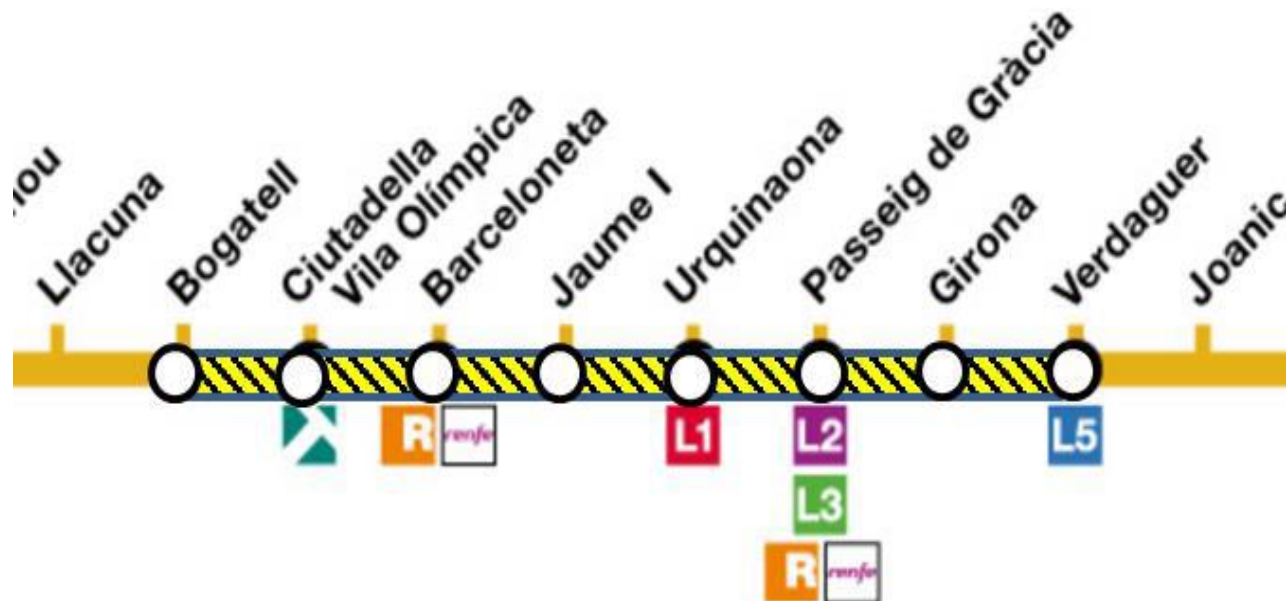 Llacuna
Bogatell
Ciutadella
Vila Olímpica
Barceloneta
Jaume I
Urquinaona
Passeig de Gràcia
Girona
Verdaguer
Joanic
R renfe
L1
L2
L5
L3
R renfe